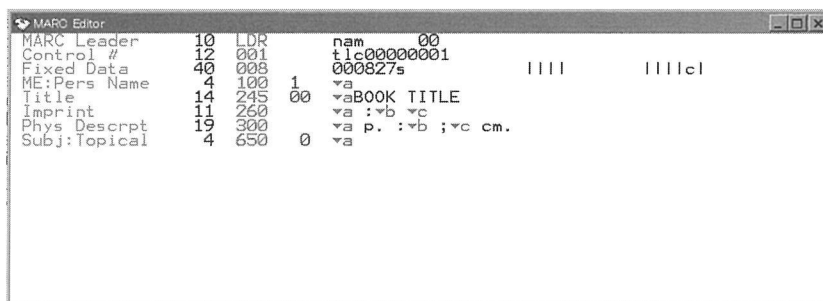 MARC Editor
MARC Leader 10 LDR nam 00
Control # 12 001 tlc00000001
Fixed Data 40 008 000827s |||| ||||c|
ME:Pers Name 4 100 1 ▾a
Title 14 245 00 ▾aBOOK TITLE
Imprint 11 260 ▾a :▾b ▾c
Phys Descrpt 19 300 ▾a p. :▾b ;▾c cm.
Subj:Topical 4 650 0 ▾a